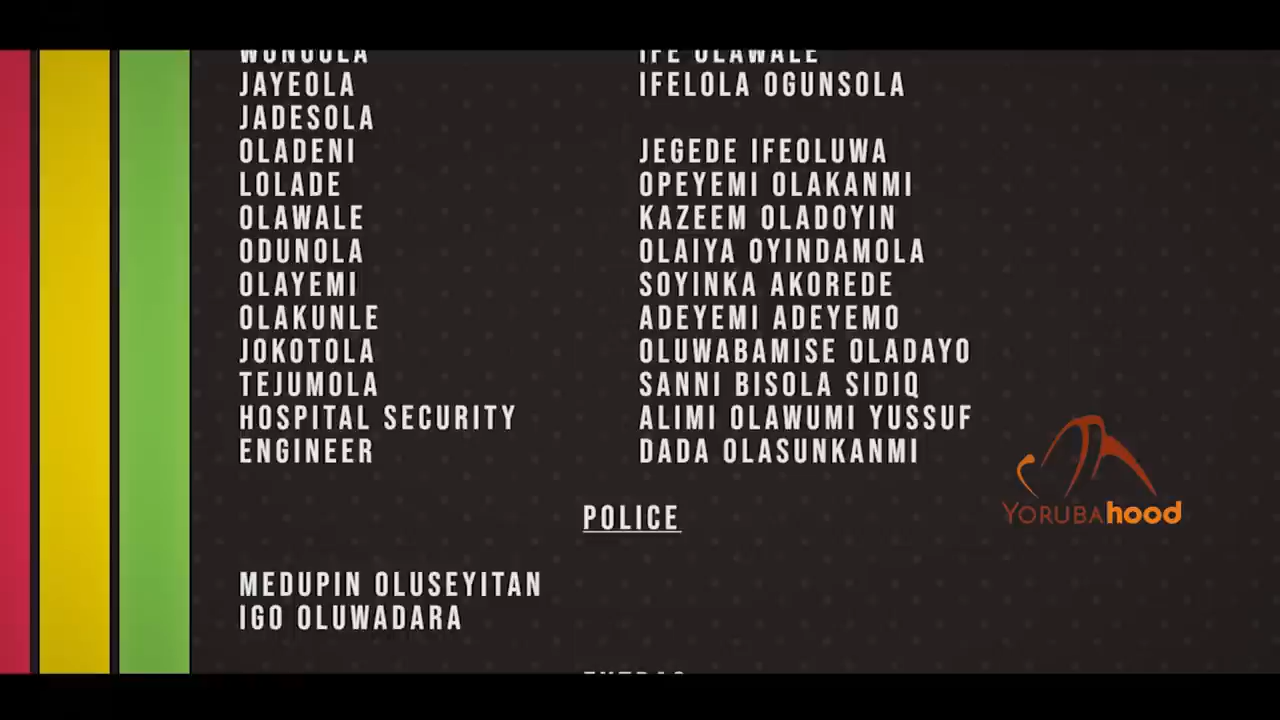 IFE OLAWALE
JAYEOLA IFELOLA OGUNSOLA
JADESOLA
OLADENI JEGEDE IFEOLUWA
LOLADE OPEYEMI OLAKANMI
OLAWALE KAZEEM OLADOYIN
ODUNOLA OLAIYA OYINDAMOLA
OLAYEMI SOYINKA AKOREDE
OLAKUNLE ADEYEMI ADEYEMO
JOKOTOLA OLUWABAMISE OLADAYO
TEJUMOLA SANNI BISOLA SIDIQ
HOSPITAL SECURITY ALIMI OLAWUMI YUSSUF
ENGINEER DADA OLASUNKANMI
YORUBAhood
POLICE
MEDUPIN OLUSEYITAN
IGO OLUWADARA